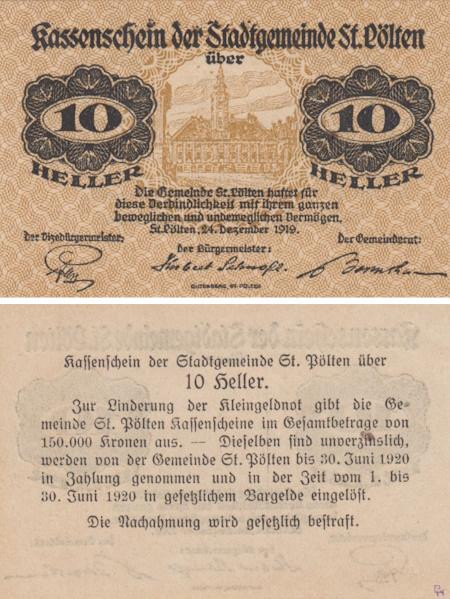 Kassenschein der Stadtgemeinde St. Pölten
über
10 10
HELLER HELLER
Die Gemeinde St. Pölten haftet für
diese Verbindlichkeit mit ihrem ganzen
beweglichen und unbeweglichen Vermögen.
St. Pölten, 24. Dezember 1919.
der Vizebürgermeister: der Bürgermeister: Der Gemeinderat:
GUTENBERG, ST. PÖLTEN
Kassenschein der Stadtgemeinde St. Pölten über
10 Heller.
Zur Linderung der Kleingeldnot gibt die Ge-
meinde St. Pölten Kassenscheine im Gesamtbetrage von
150.000 Kronen aus. — Dieselben sind unverzinslich,
werden von der Gemeinde St. Pölten bis 30. Juni 1920
in Zahlung genommen und in der Zeit vom 1. bis
30. Juni 1920 in gesetzlichem Bargelde eingelöst.
Die Nachahmung wird gesetzlich bestraft.